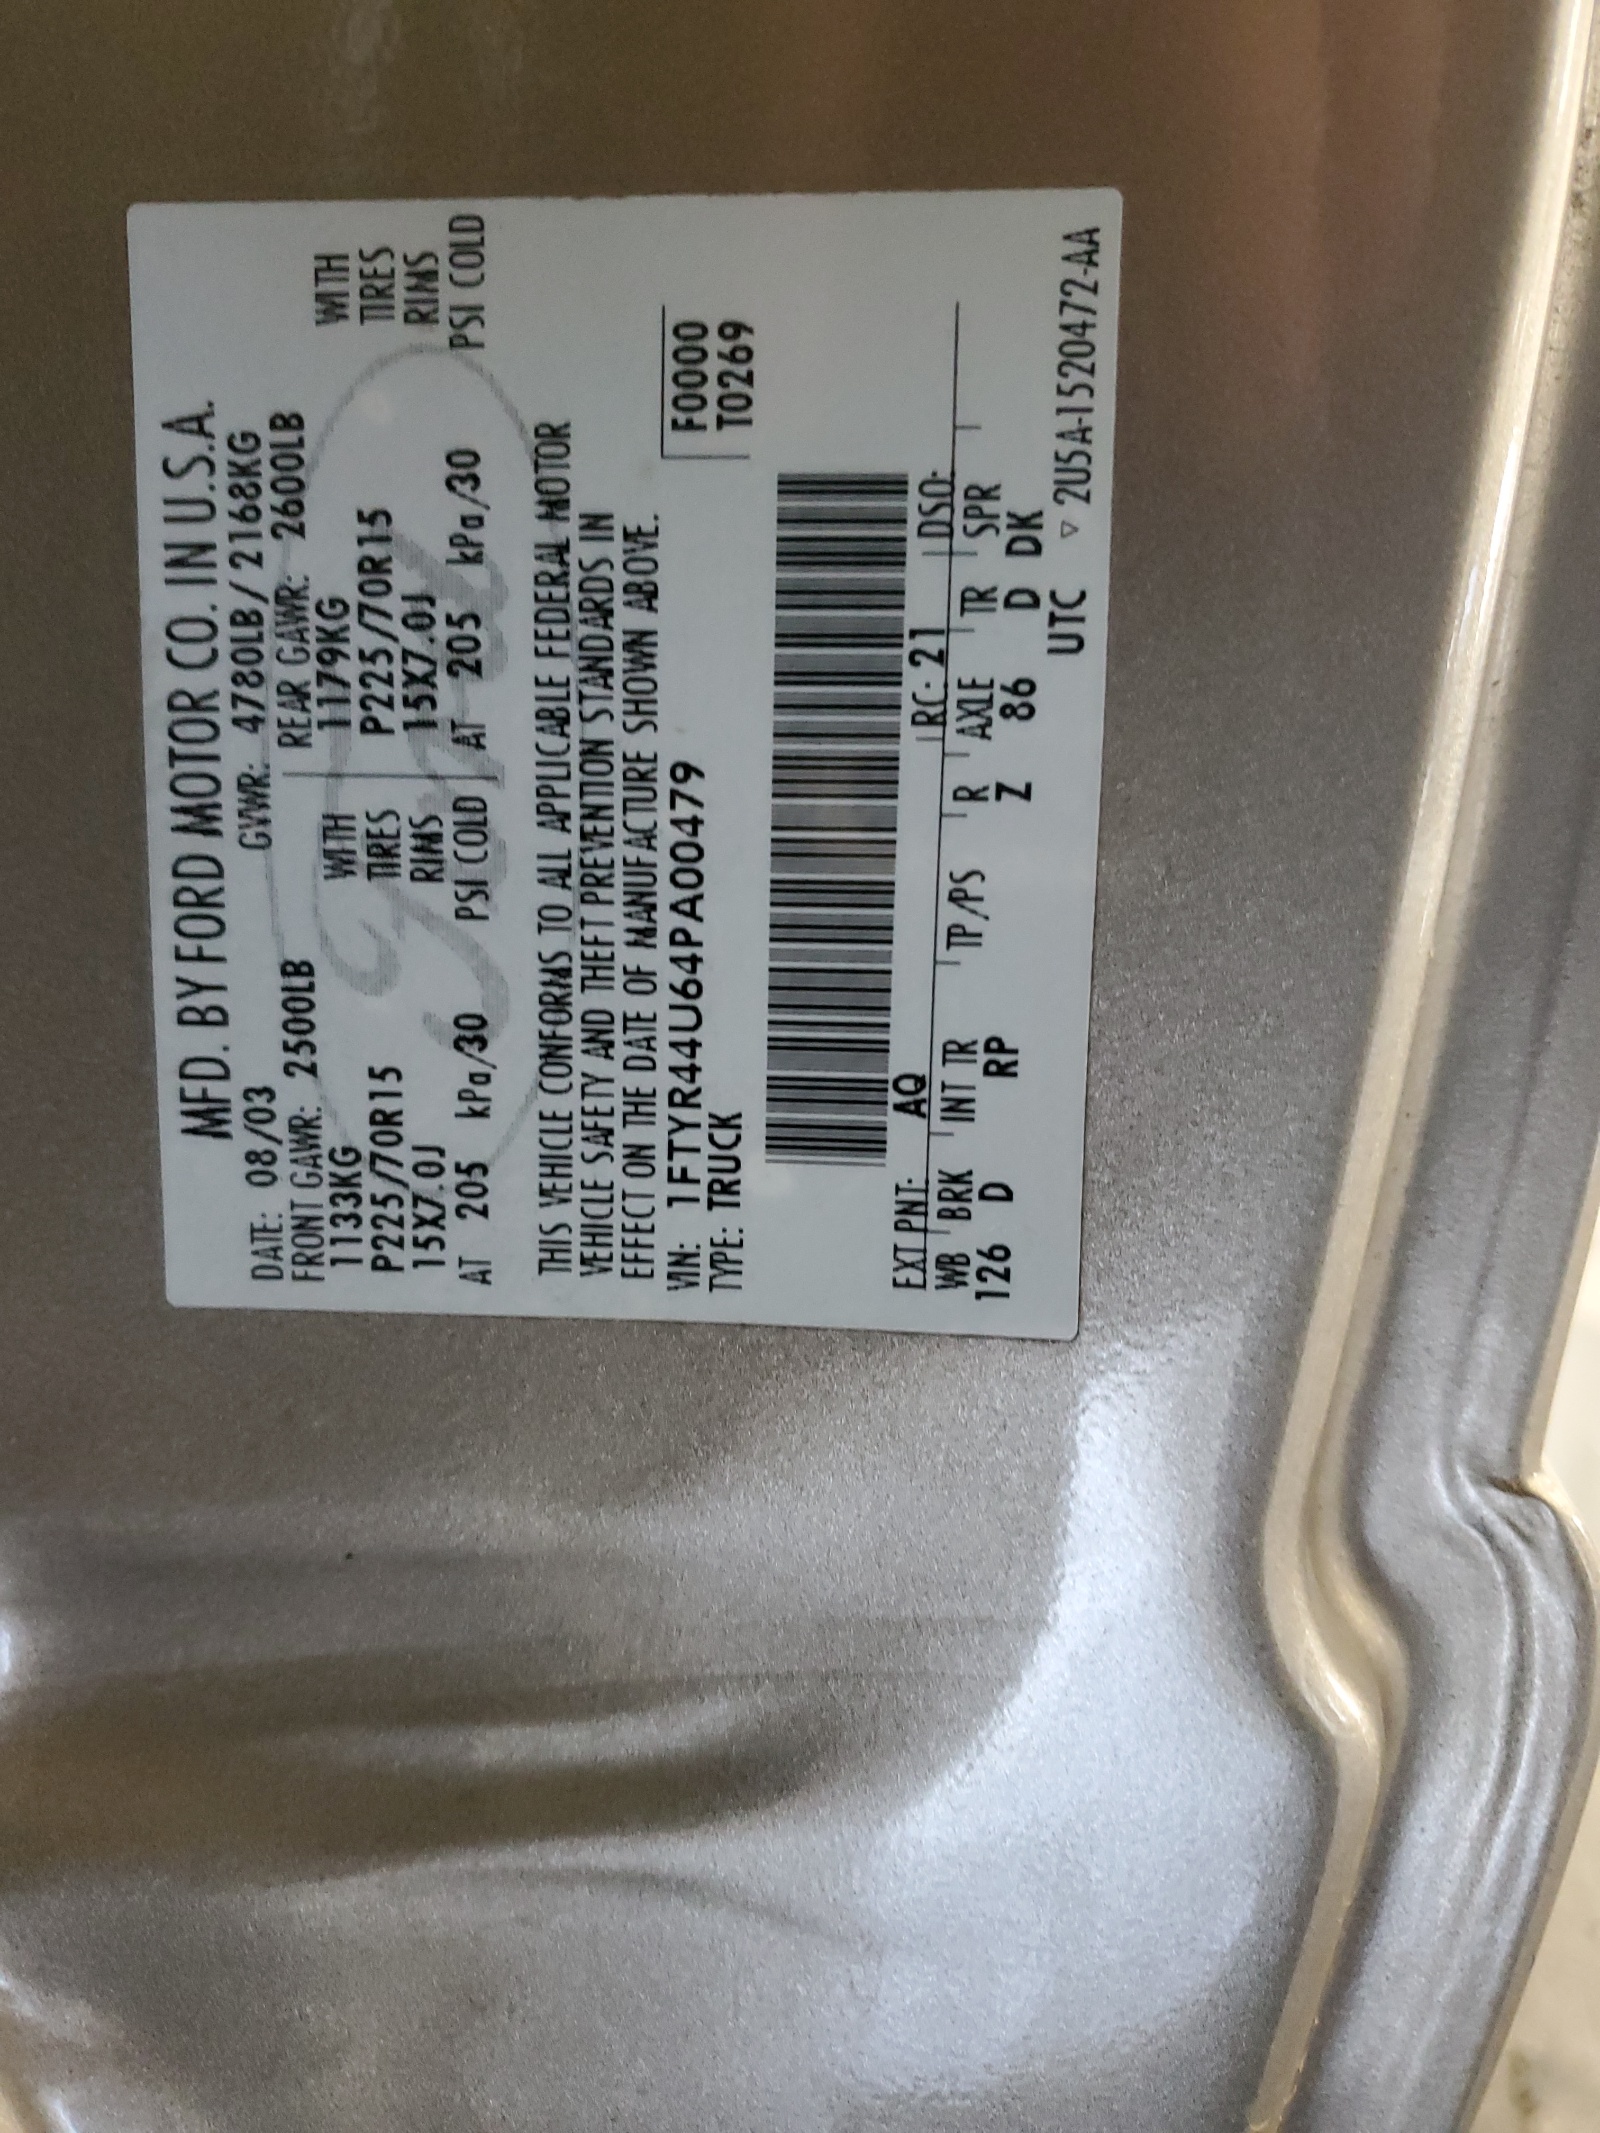 MFD. BY FORD MOTOR CO. IN U.S.A.
DATE: 08/03 GVWR: 4780LB/2168KG
FRONT GAWR: 2500LB REAR GAWR: 2600LB
1133KG WITH 1179KG WITH
P225/70R15 TIRES P225/70R15 TIRES
15X7.0J RIMS 15X7.0J RIMS
AT 205 kPa/30 PSI COLD AT 205 kPa/30 PSI COLD
THIS VEHICLE CONFORMS TO ALL APPLICABLE FEDERAL MOTOR
VEHICLE SAFETY AND THEFT PREVENTION STANDARDS IN
EFFECT ON THE DATE OF MANUFACTURE SHOWN ABOVE.
VIN: 1FTYR44U64PA00479 F0000
TYPE: TRUCK T0269
EXT PNT: AQ RC: 21 DSO:
WB BRK INT TR TP/PS R AXLE TR SPR
126 D RP Z 86 D DK
UTC ▽ 2U5A-1520472-AA
Ford